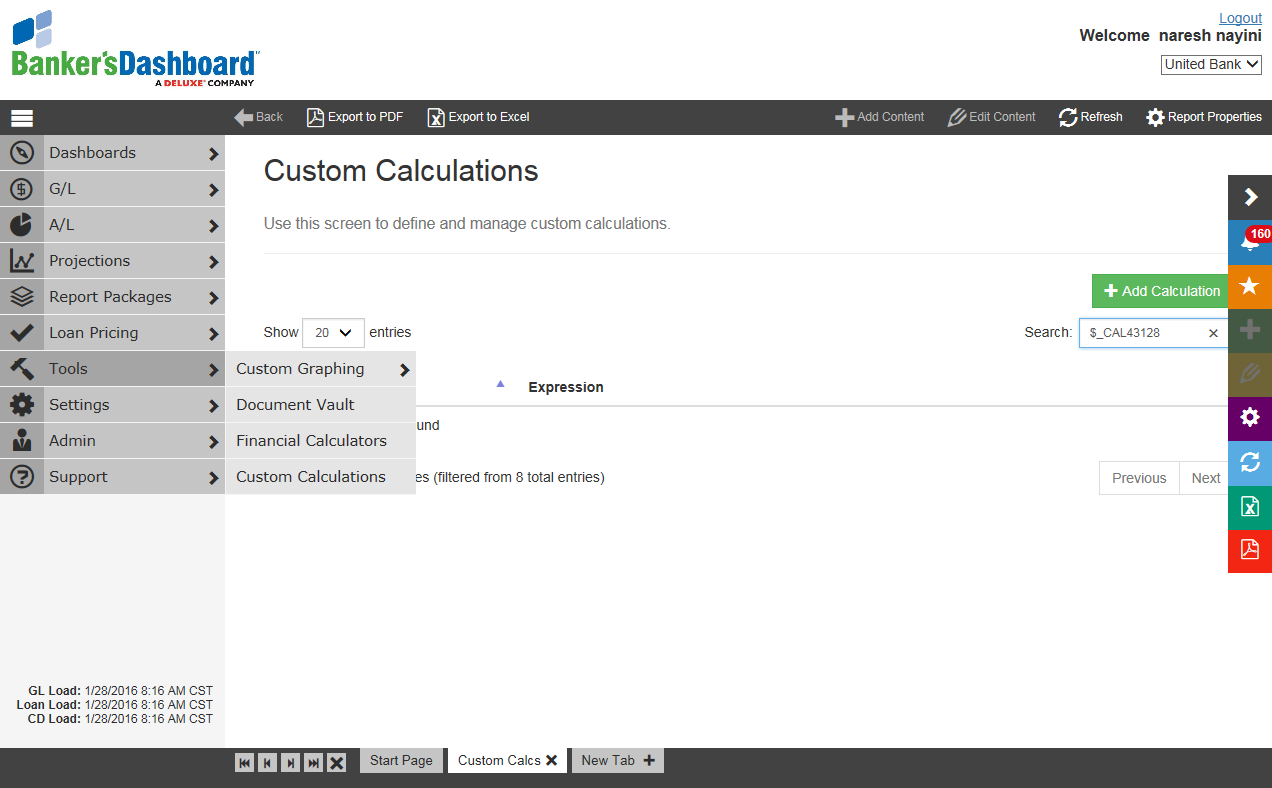 Logout
Welcome naresh nayini
United Bank
Banker'sDashboard
A DELUXE COMPANY
Back
Export to PDF
Export to Excel
Add Content
Edit Content
Refresh
Report Properties
Dashboards
G/L
A/L
Projections
Report Packages
Loan Pricing
Tools
Settings
Admin
Support
Custom Graphing
Document Vault
Financial Calculators
Custom Calculations
Custom Calculations
Use this screen to define and manage custom calculations.
160
Add Calculation
Show 20 entries
Search: $_CAL43128
Expression
und
es (filtered from 8 total entries)
Previous
Next
GL Load: 1/28/2016 8:16 AM CST
Loan Load: 1/28/2016 8:16 AM CST
CD Load: 1/28/2016 8:16 AM CST
Start Page
Custom Calcs
New Tab